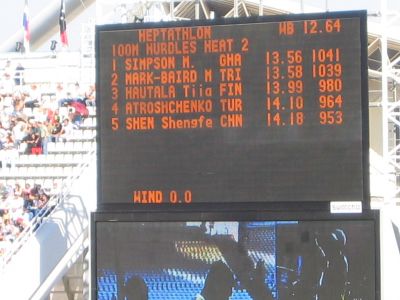 HEPTATHLON WB 12.64
100M HURDLES HEAT 2
1 SIMPSON M. GHA 13.56 1041
2 MARK-BAIRD M TRI 13.58 1039
3 HAUTALA Tiia FIN 13.99 980
4 ATROSHCHENKO TUR 14.10 964
5 SHEN Shengfe CHN 14.18 953
WIND 0.0
swatch